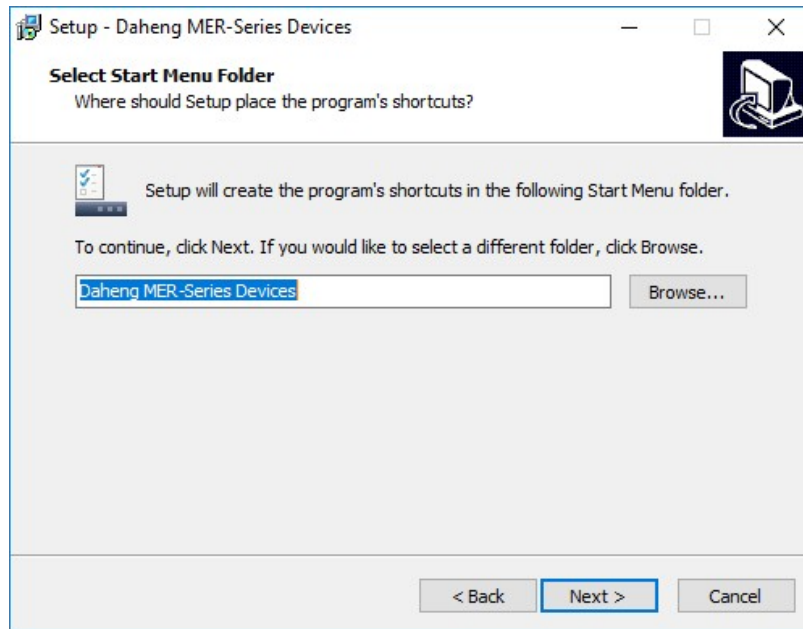 Setup - Daheng MER-Series Devices
Select Start Menu Folder
Where should Setup place the program's shortcuts?
Setup will create the program's shortcuts in the following Start Menu folder.
To continue, click Next. If you would like to select a different folder, click Browse.
Daheng MER-Series Devices
Browse...
< Back
Next >
Cancel